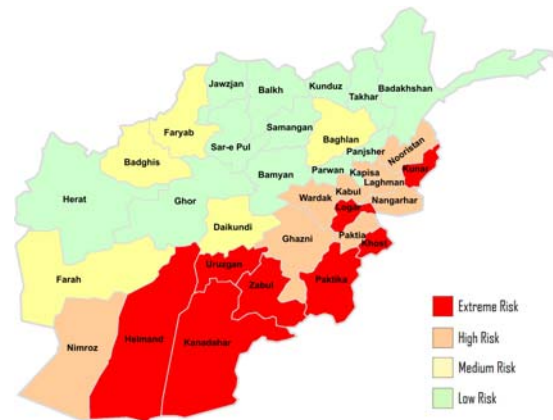 Jawzjan
Balkh
Kunduz
Takhar
Badakhshan
Faryab
Sar-e Pul
Samangan
Baghlan
Badghis
Panjsher
Nooristan
Herat
Ghor
Bamyan
Parwan
Kapisa
Kunar
Laghman
Wardak
Kabul
Nangarhar
Logar
Daikundi
Ghazni
Paktia
Khost
Farah
Uruzgan
Zabul
Paktika
Nimroz
Helmand
Kanadahar
Extreme Risk
High Risk
Medium Risk
Low Risk